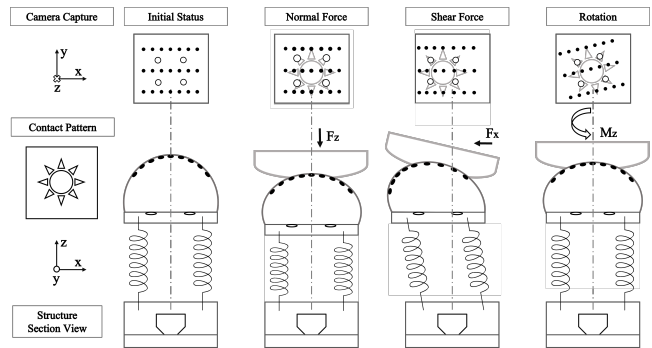 Camera Capture
Initial Status
Normal Force
Shear Force
Rotation
y
x
z
Contact Pattern
Fz
Fx
Mz
z
x
y
Structure
Section View